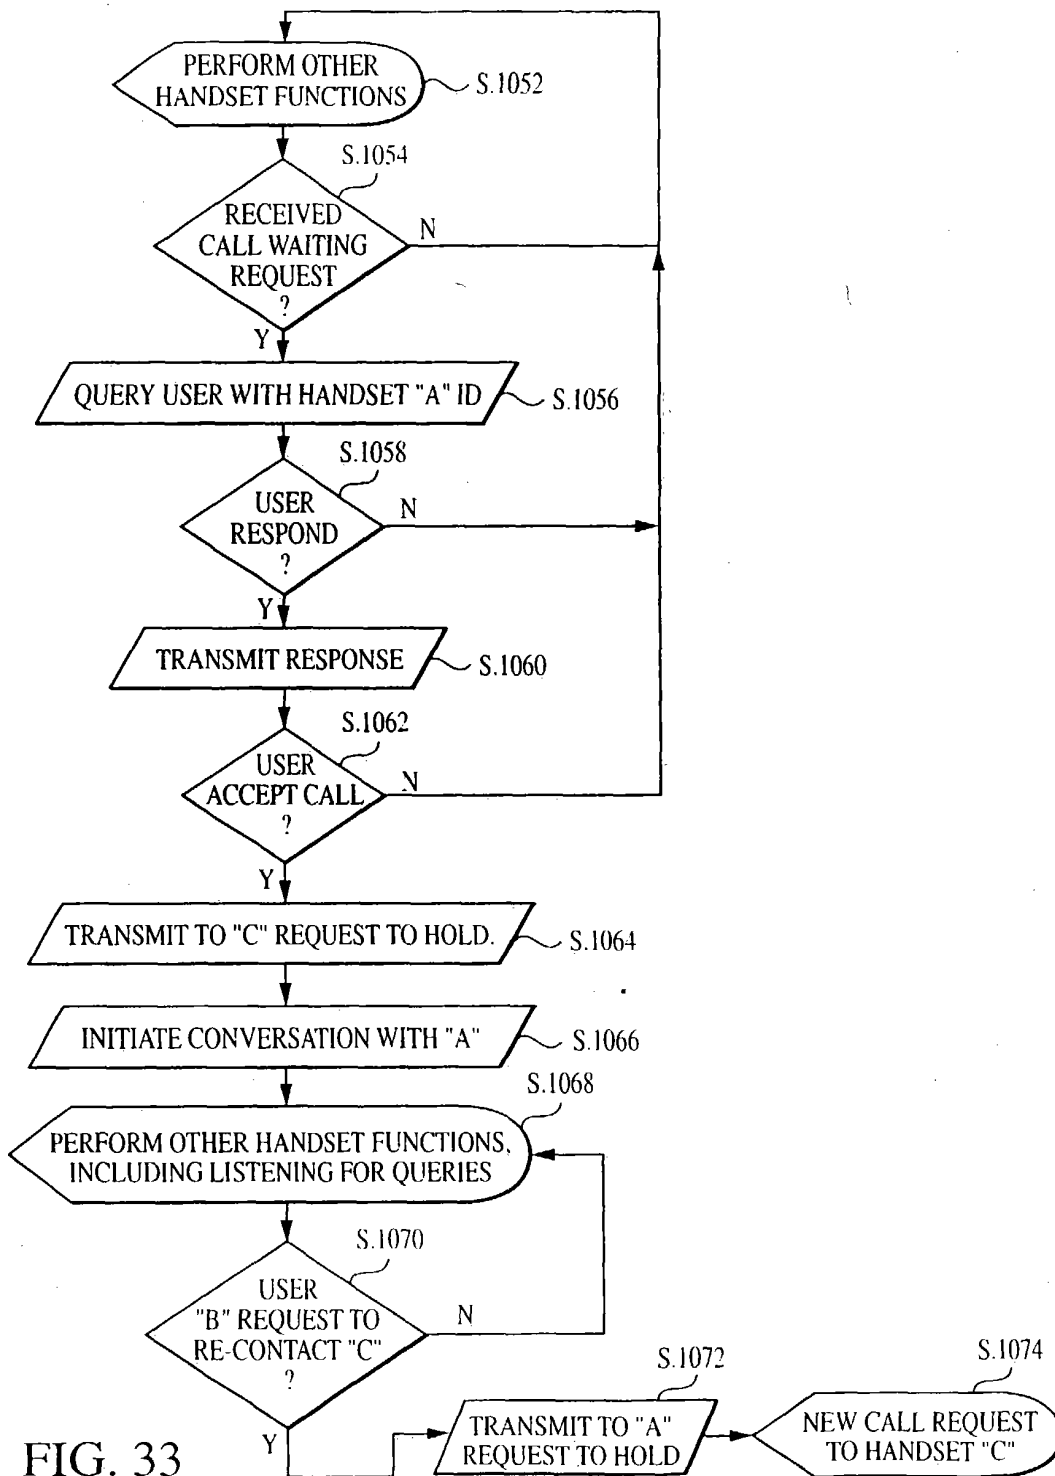 PERFORM OTHER
HANDSET FUNCTIONS
S.1052
S.1054
RECEIVED
CALL WAITING
REQUEST
?
N
Y
QUERY USER WITH HANDSET "A" ID
S.1056
S.1058
USER
RESPOND
?
N
Y
TRANSMIT RESPONSE
S.1060
S.1062
USER
ACCEPT CALL
?
N
Y
TRANSMIT TO "C" REQUEST TO HOLD.
S.1064
INITIATE CONVERSATION WITH "A"
S.1066
S.1068
PERFORM OTHER HANDSET FUNCTIONS,
INCLUDING LISTENING FOR QUERIES
S.1070
USER
"B" REQUEST TO
RE-CONTACT "C"
?
N
Y
S.1072
TRANSMIT TO "A"
REQUEST TO HOLD
S.1074
NEW CALL REQUEST
TO HANDSET "C"
FIG. 33